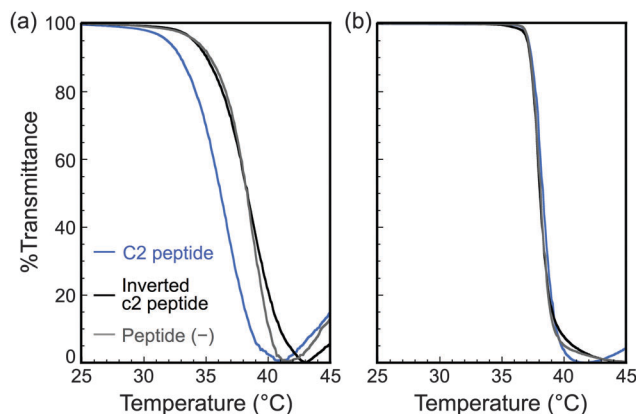 (a)
(b)
%Transmittance
100
80
60
40
20
0
C2 peptide
Inverted
c2 peptide
Peptide (−)
25 30 35 40 45
25 30 35 40 45
Temperature (°C)
Temperature (°C)